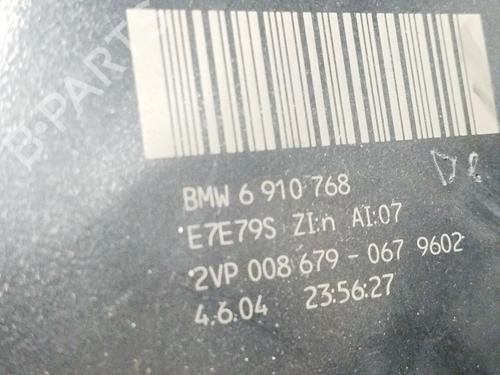 B-PARTS
D2
BMW 6 910 768
E7E79S ZI:n AI:07
2VP 008 679 - 067 9602
4.6.04 23:56:27